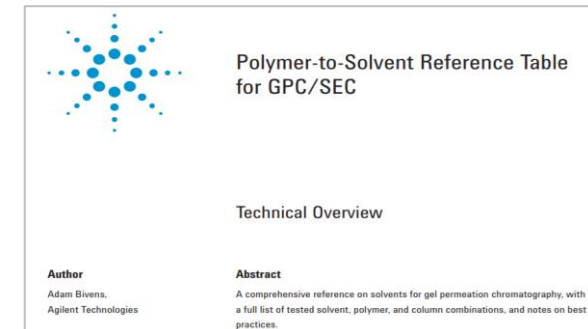 Polymer-to-Solvent Reference Table
for GPC/SEC
Technical Overview
Author
Adam Bivens,
Agilent Technologies
Abstract
A comprehensive reference on solvents for gel permeation chromatography, with
a full list of tested solvent, polymer, and column combinations, and notes on best
practices.